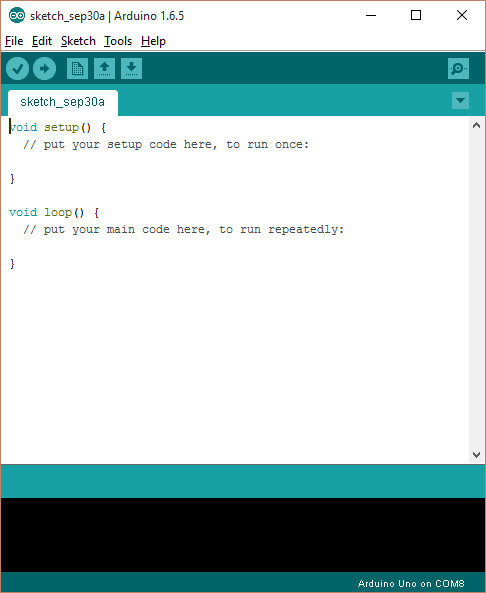 sketch_sep30a | Arduino 1.6.5
File Edit Sketch Tools Help
sketch_sep30a
void setup() {
  // put your setup code here, to run once:
}
void loop() {
  // put your main code here, to run repeatedly:
}
Arduino Uno on COM8